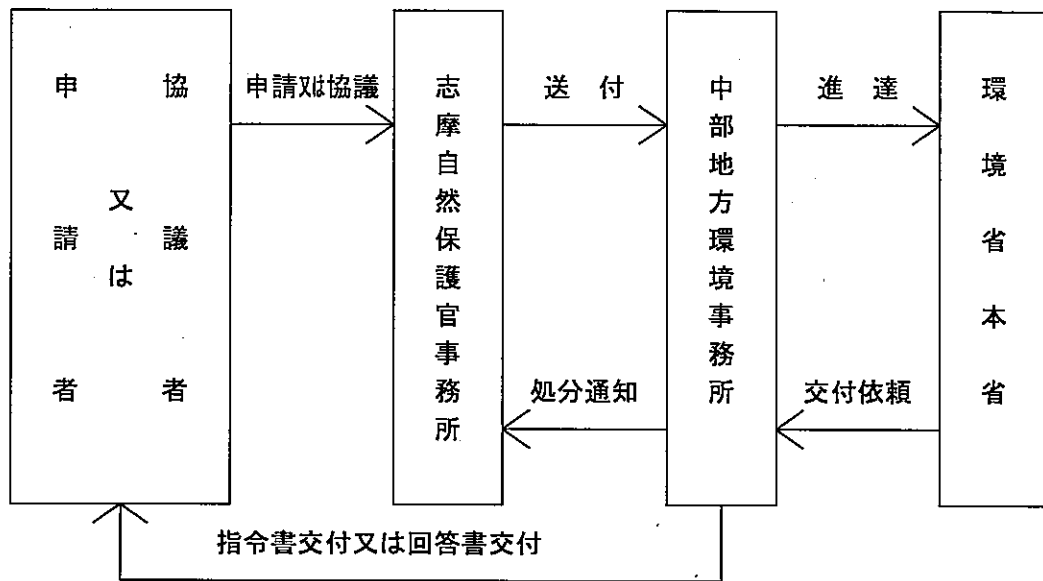 申請者
又は
協議者
申請又は協議
志摩自然保護官事務所
送付
中部地方環境事務所
進達
環境省本省
処分通知
交付依頼
指令書交付又は回答書交付